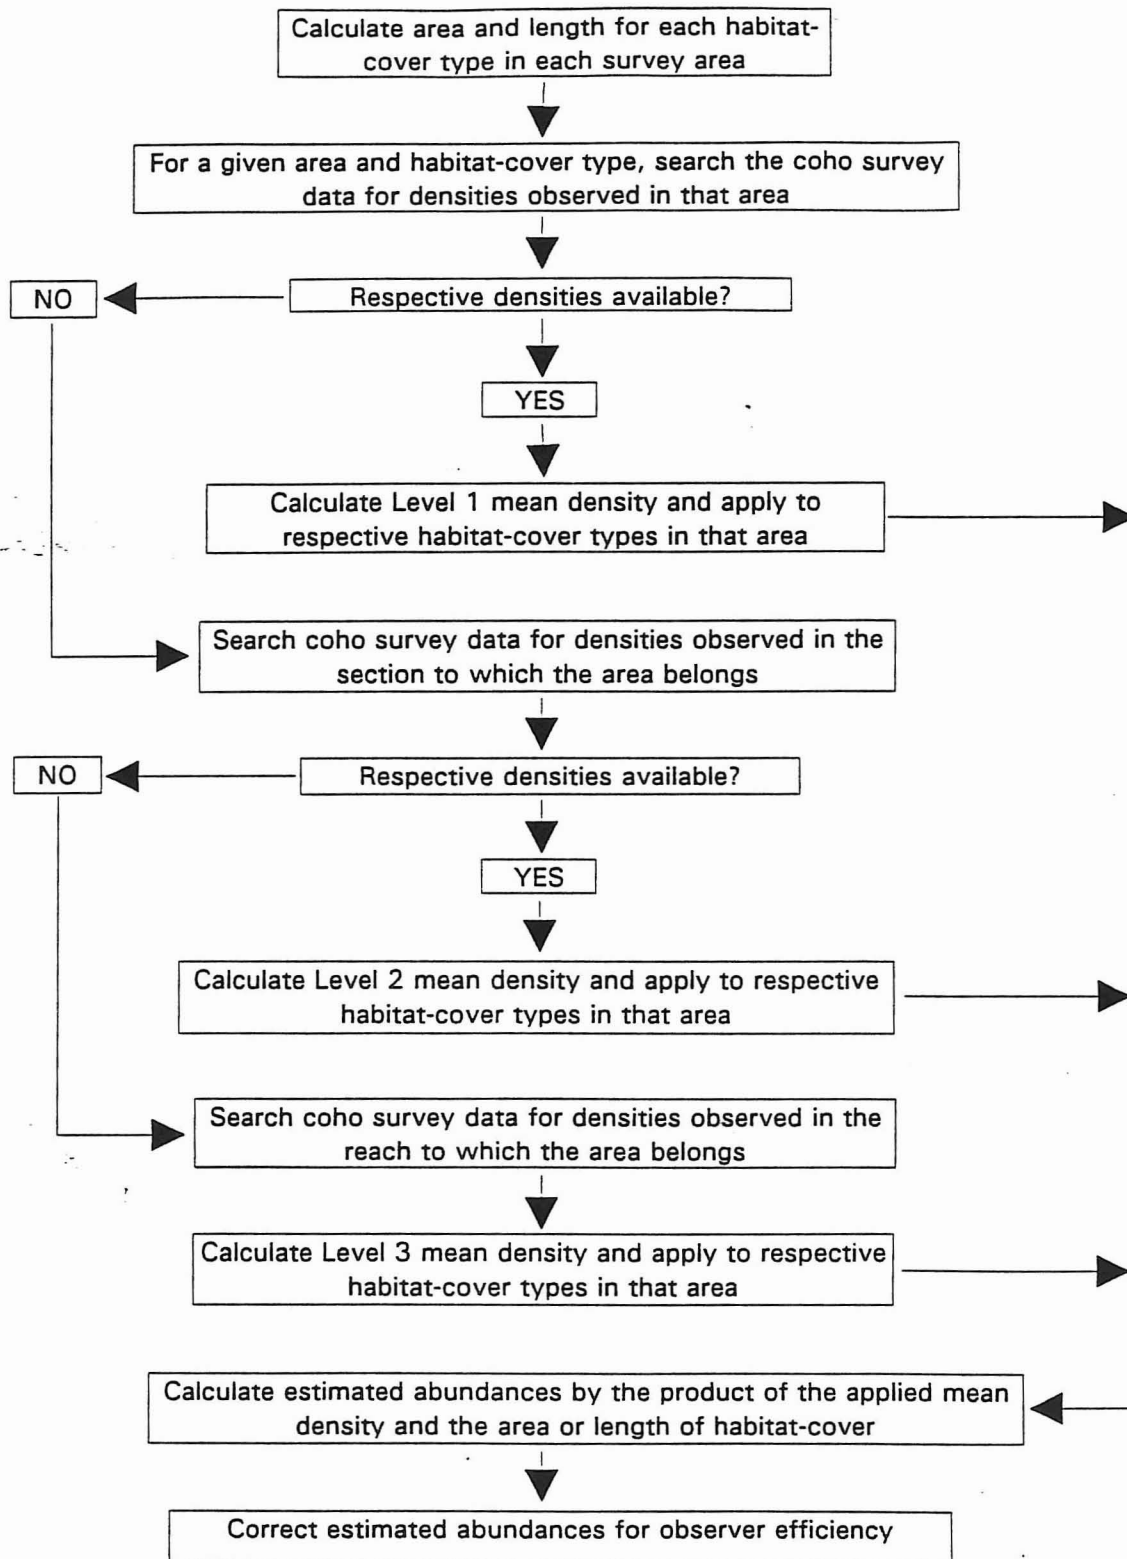 Calculate area and length for each habitat-
cover type in each survey area
For a given area and habitat-cover type, search the coho survey
data for densities observed in that area
NO
Respective densities available?
YES
Calculate Level 1 mean density and apply to
respective habitat-cover types in that area
Search coho survey data for densities observed in the
section to which the area belongs
NO
Respective densities available?
YES
Calculate Level 2 mean density and apply to respective
habitat-cover types in that area
Search coho survey data for densities observed in the
reach to which the area belongs
Calculate Level 3 mean density and apply to respective
habitat-cover types in that area
Calculate estimated abundances by the product of the applied mean
density and the area or length of habitat-cover
Correct estimated abundances for observer efficiency